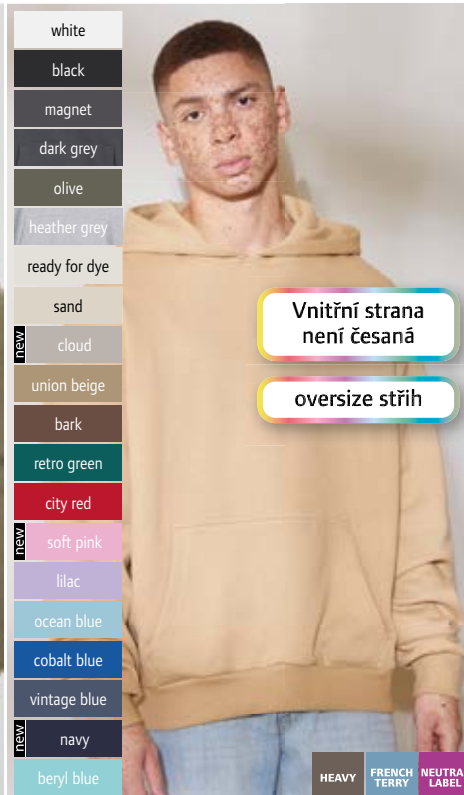 white
black
magnet
dark grey
olive
heather grey
ready for dye
sand
new
cloud
union beige
bark
retro green
city red
new
soft pink
lilac
ocean blue
cobalt blue
vintage blue
new
navy
beryl blue
Vnitřní strana
není česaná
oversize střih
HEAVY
FRENCH
TERRY
NEUTRAL
LABEL